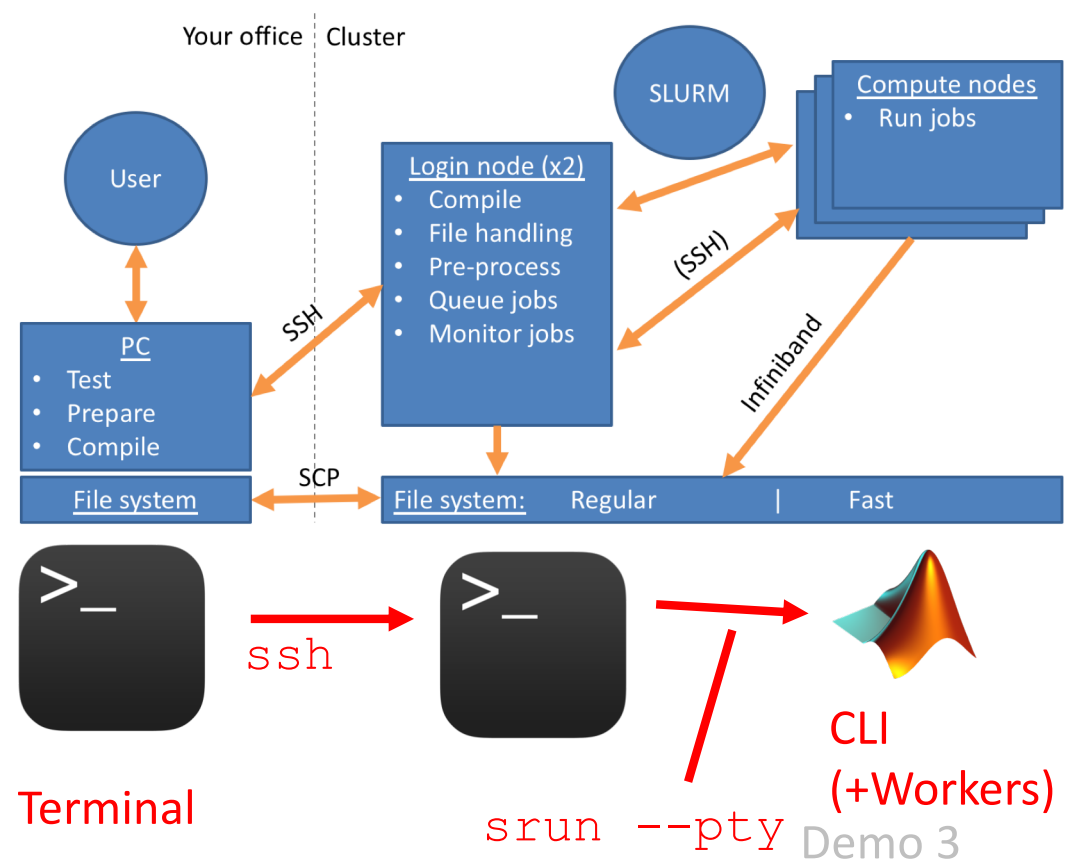 Your office
Cluster
User
SLURM
Compute nodes
• Run jobs
Login node (x2)
• Compile
• File handling
• Pre-process
• Queue jobs
• Monitor jobs
(SSH)
SSH
Infiniband
PC
• Test
• Prepare
• Compile
SCP
File system
File system: Regular | Fast
>_
>_
ssh
Terminal
srun --pty
CLI
(+Workers)
Demo 3